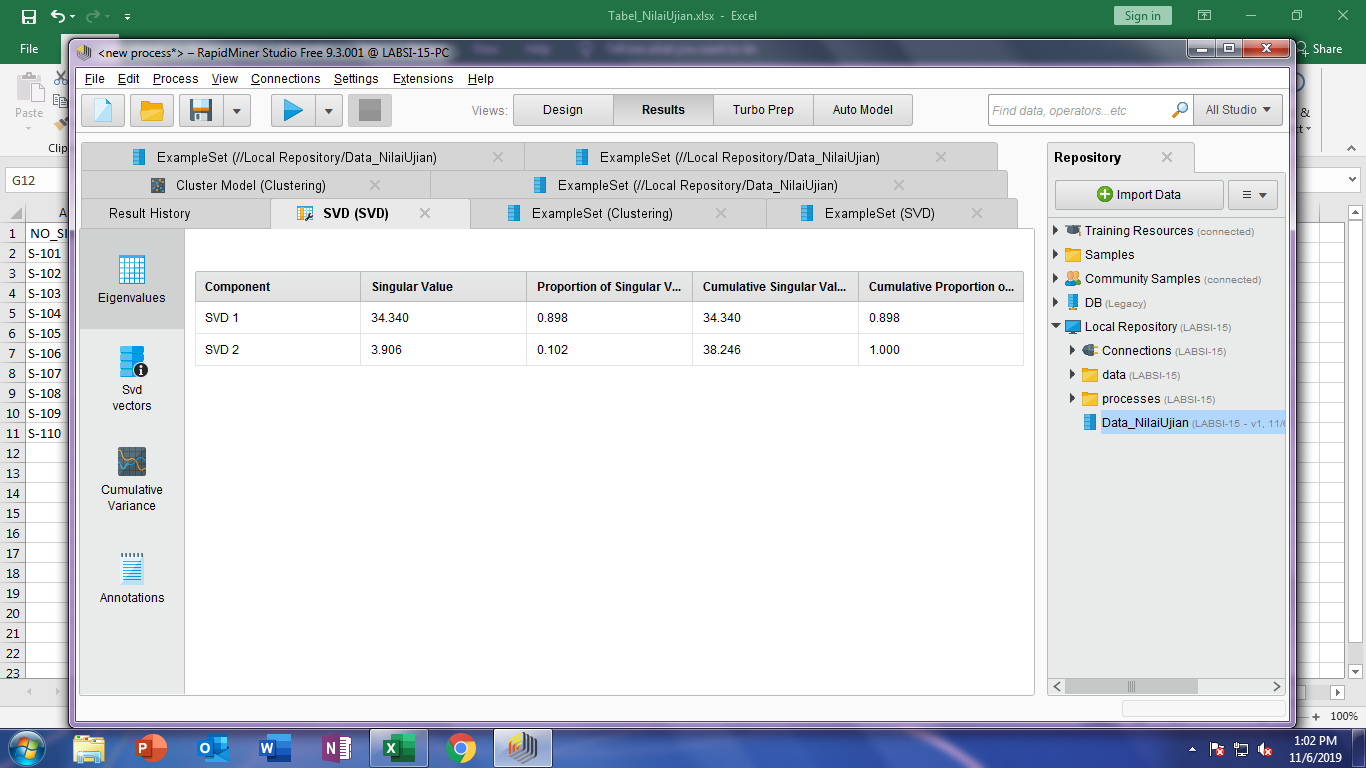 Tabel_NilaiUjian.xlsx - Excel
Sign in
File
Share
Paste
Clip
G12
<new process*> – RapidMiner Studio Free 9.3.001 @ LABSI-15-PC
File Edit Process View Connections Settings Extensions Help
Views: Design Results Turbo Prep Auto Model
Find data, operators...etc
All Studio
ExampleSet (//Local Repository/Data_NilaiUjian)
ExampleSet (//Local Repository/Data_NilaiUjian)
Cluster Model (Clustering)
ExampleSet (//Local Repository/Data_NilaiUjian)
Result History
SVD (SVD)
ExampleSet (Clustering)
ExampleSet (SVD)
Eigenvalues
Svd
vectors
Cumulative
Variance
Annotations
Component Singular Value Proportion of Singular V... Cumulative Singular Val... Cumulative Proportion o...
SVD 1 34.340 0.898 34.340 0.898
SVD 2 3.906 0.102 38.246 1.000
Repository
Import Data
Training Resources (connected)
Samples
Community Samples (connected)
DB (Legacy)
Local Repository (LABSI-15)
Connections (LABSI-15)
data (LABSI-15)
processes (LABSI-15)
Data_NilaiUjian (LABSI-15 - v1, 11/6
A
1 NO_SI
2 S-101
3 S-102
4 S-103
5 S-104
6 S-105
7 S-106
8 S-107
9 S-108
10 S-109
11 S-110
12
13
14
15
16
17
18
19
20
21
22
23
100%
1:02 PM
11/6/2019